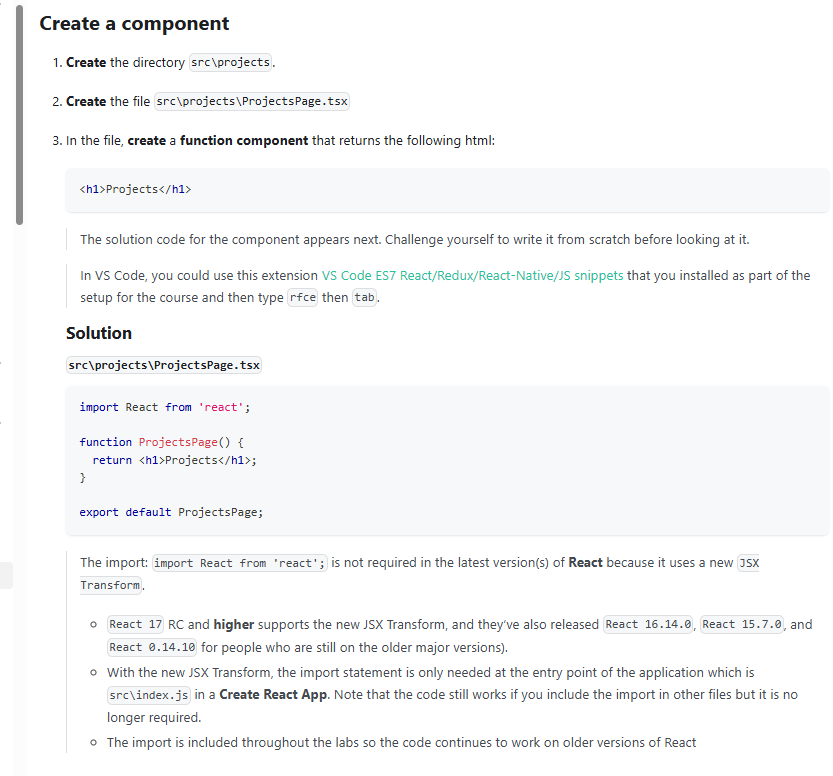 Create a component
1. Create the directory src\projects.
2. Create the file src\projects\ProjectsPage.tsx
3. In the file, create a function component that returns the following html:
<h1>Projects</h1>
The solution code for the component appears next. Challenge yourself to write it from scratch before looking at it.
In VS Code, you could use this extension VS Code ES7 React/Redux/React-Native/JS snippets that you installed as part of the
setup for the course and then type rfce then tab.
Solution
src\projects\ProjectsPage.tsx
import React from 'react';
function ProjectsPage() {
return <h1>Projects</h1>;
}
export default ProjectsPage;
The import: import React from 'react'; is not required in the latest version(s) of React because it uses a new JSX
Transform.
React 17 RC and higher supports the new JSX Transform, and they've also released React 16.14.0, React 15.7.0, and
React 0.14.10 for people who are still on the older major versions).
With the new JSX Transform, the import statement is only needed at the entry point of the application which is
src\index.js in a Create React App. Note that the code still works if you include the import in other files but it is no
longer required.
The import is included throughout the labs so the code continues to work on older versions of React